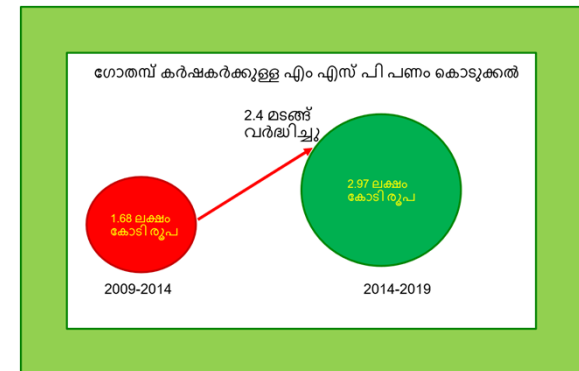 ഗോതമ്പ് കർഷകർക്കുള്ള എം എസ് പി പണം കൊടുക്കൽ
2.4 മടങ്ങ്
വർദ്ധിച്ചു
1.68 ലക്ഷം
കോടി രൂപ
2.97 ലക്ഷം
കോടി രൂപ
2009-2014
2014-2019